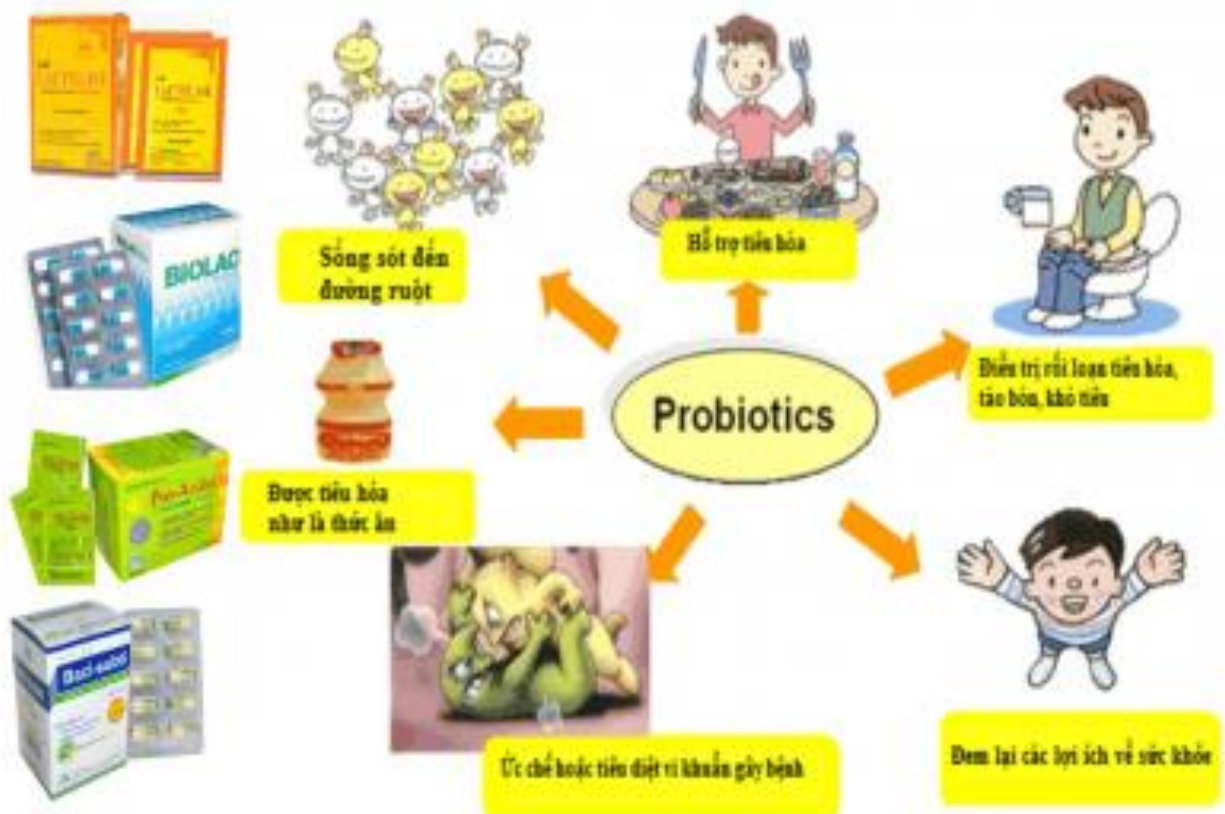 BIOLAC
Sống sót đến
đường ruột
Hỗ trợ tiêu hóa
Điều trị rối loạn tiêu hóa,
táo bón, khó tiêu
Probiotics
Được tiêu hóa
như là thức ăn
Ức chế hoặc tiêu diệt vi khuẩn gây bệnh
Đem lại các lợi ích về sức khỏe